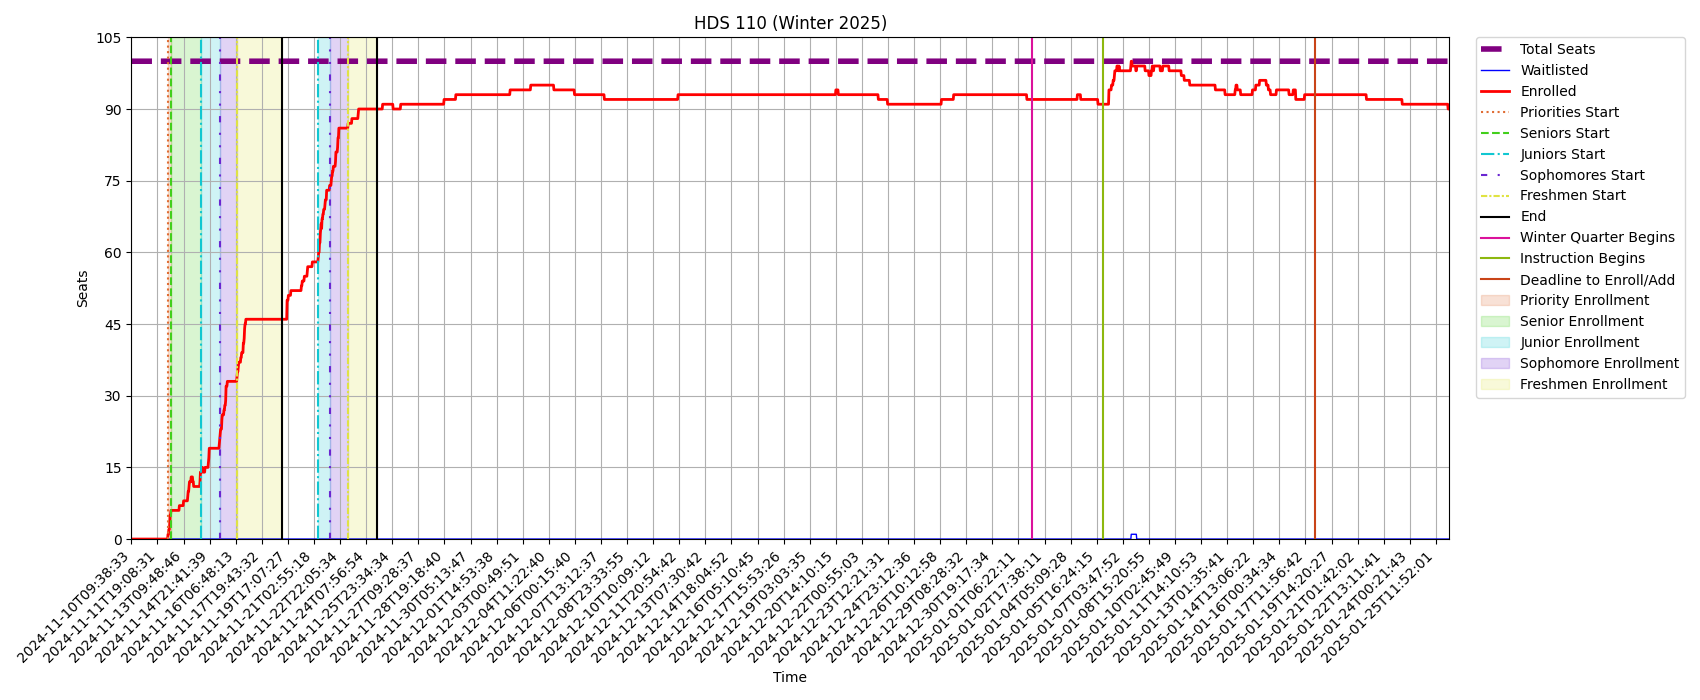 HDS 110 (Winter 2025)
105
90
75
60
45
30
15
0
Seats
2024-11-10T09:38:33
2024-11-11T19:08:31
2024-11-13T09:48:46
2024-11-14T21:41:39
2024-11-16T06:48:13
2024-11-17T19:43:32
2024-11-19T17:07:27
2024-11-21T02:55:18
2024-11-22T22:05:34
2024-11-24T07:56:54
2024-11-25T23:34:34
2024-11-27T09:28:37
2024-11-28T19:18:40
2024-11-30T05:13:47
2024-12-01T14:53:38
2024-12-03T00:49:51
2024-12-04T11:22:40
2024-12-06T00:15:40
2024-12-07T13:12:37
2024-12-08T23:33:55
2024-12-10T10:09:12
2024-12-11T20:54:42
2024-12-13T07:30:42
2024-12-14T18:04:52
2024-12-16T05:10:45
2024-12-17T15:53:26
2024-12-19T03:03:35
2024-12-20T14:10:15
2024-12-22T00:55:03
2024-12-23T12:21:31
2024-12-24T23:12:36
2024-12-26T10:12:58
2024-12-29T08:28:32
2024-12-30T19:17:34
2025-01-01T06:22:11
2025-01-02T17:38:11
2025-01-04T05:09:28
2025-01-05T16:24:15
2025-01-07T03:47:52
2025-01-08T15:20:55
2025-01-10T02:45:49
2025-01-11T14:10:53
2025-01-13T01:35:41
2025-01-14T13:06:22
2025-01-16T00:34:34
2025-01-17T11:56:42
2025-01-19T14:20:27
2025-01-21T01:42:02
2025-01-22T13:11:41
2025-01-24T00:21:43
2025-01-25T11:52:01
Time
Total Seats
Waitlisted
Enrolled
Priorities Start
Seniors Start
Juniors Start
Sophomores Start
Freshmen Start
End
Winter Quarter Begins
Instruction Begins
Deadline to Enroll/Add
Priority Enrollment
Senior Enrollment
Junior Enrollment
Sophomore Enrollment
Freshmen Enrollment